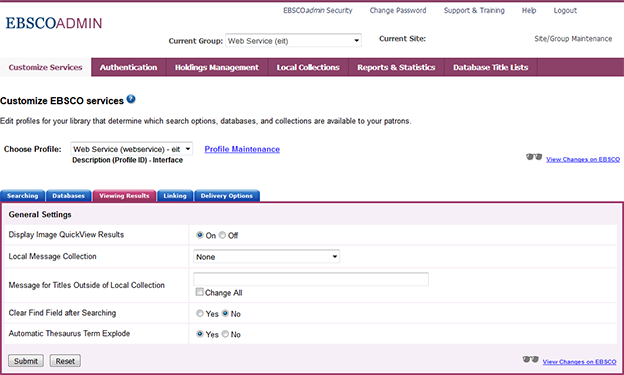 EBSCOadmin Security Change Password Support & Training Help Logout
EBSCOADMIN
Current Group: Web Service (eit) Current Site: Site/Group Maintenance
Customize Services Authentication Holdings Management Local Collections Reports & Statistics Database Title Lists
Customize EBSCO services ?
Edit profiles for your library that determine which search options, databases, and collections are available to your patrons.
Choose Profile: Web Service (webservice) - eit Profile Maintenance
Description (Profile ID) - Interface
View Changes on EBSCO
Searching Databases Viewing Results Linking Delivery Options
General Settings
Display Image QuickView Results On Off
Local Message Collection None
Message for Titles Outside of Local Collection
Change All
Clear Find Field after Searching Yes No
Automatic Thesaurus Term Explode Yes No
Submit Reset View Changes on EBSCO